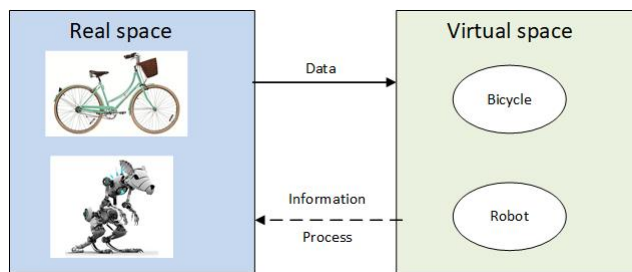 Real space
Virtual space
Data
Bicycle
Information
Process
Robot